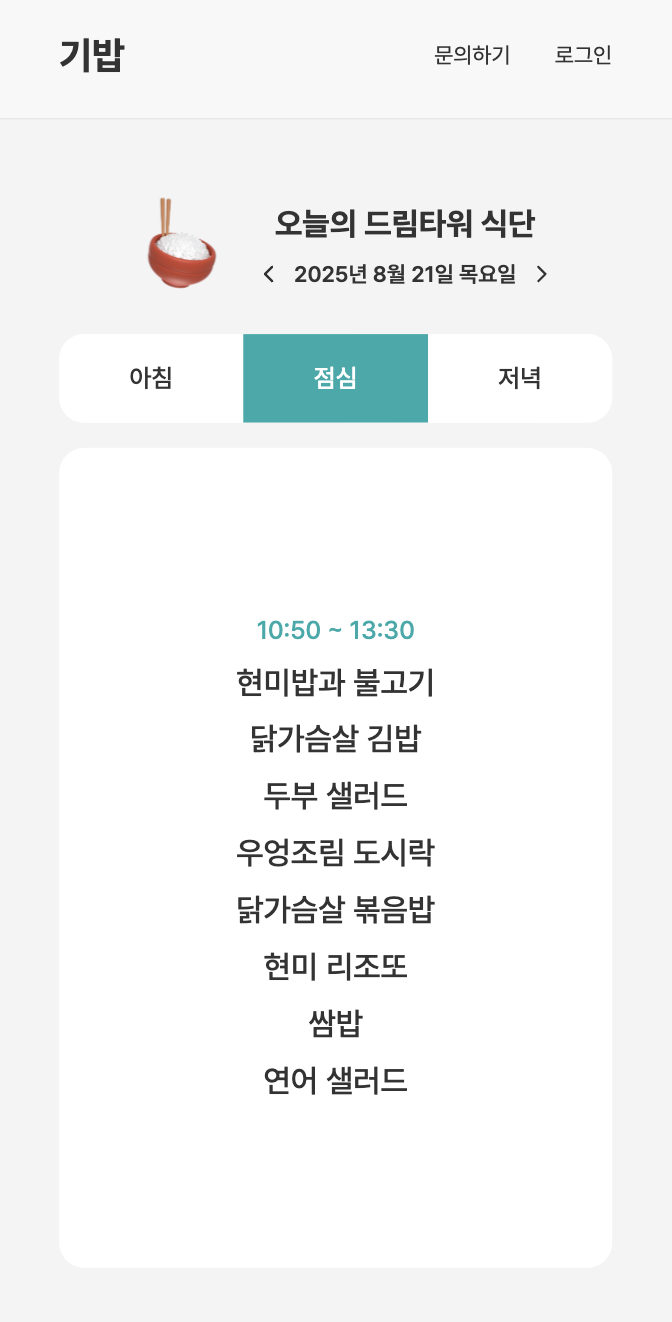 기밥
문의하기 로그인
오늘의 드림타워 식단
2025년 8월 21일 목요일
아침 점심 저녁
10:50 ~ 13:30
현미밥과 불고기
닭가슴살 김밥
두부 샐러드
우엉조림 도시락
닭가슴살 볶음밥
현미 리조또
쌈밥
연어 샐러드